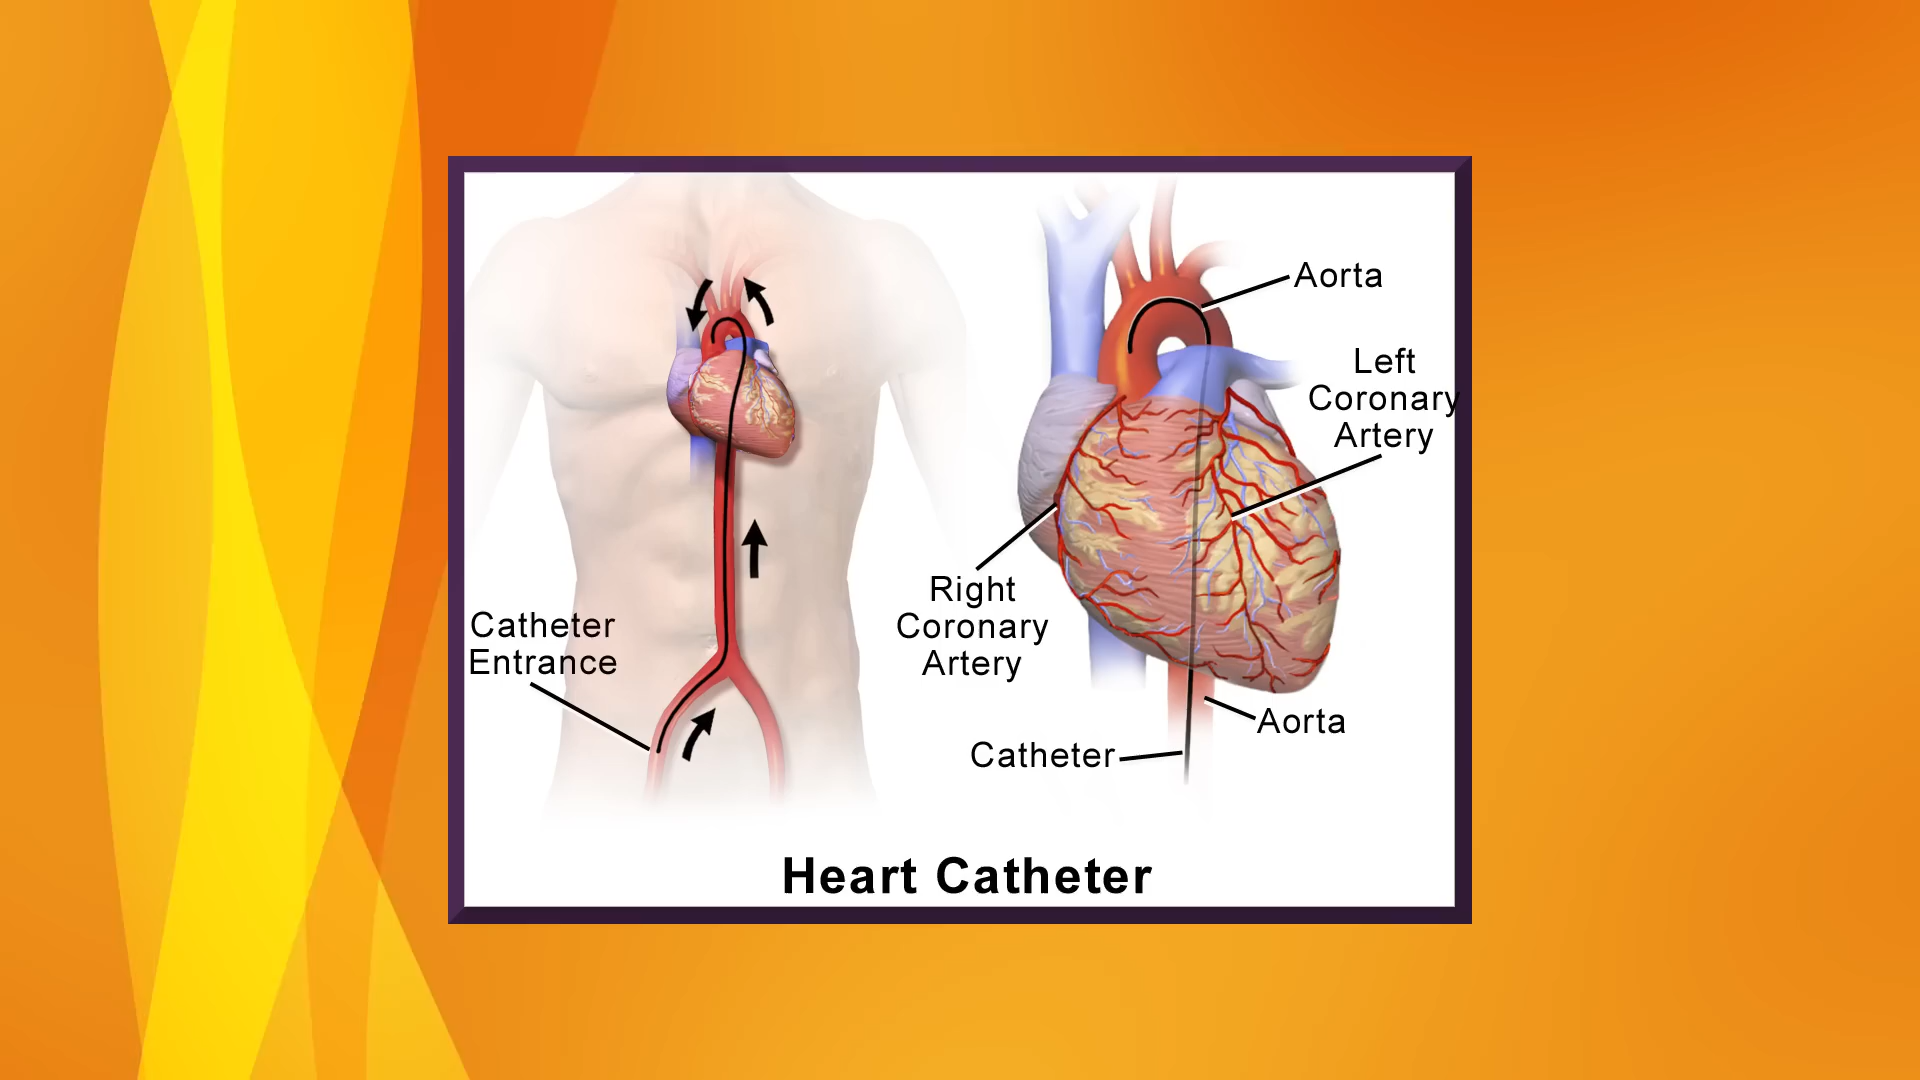 Aorta
Left
Coronary
Artery
Right
Coronary
Artery
Catheter
Entrance
Aorta
Catheter
Heart Catheter